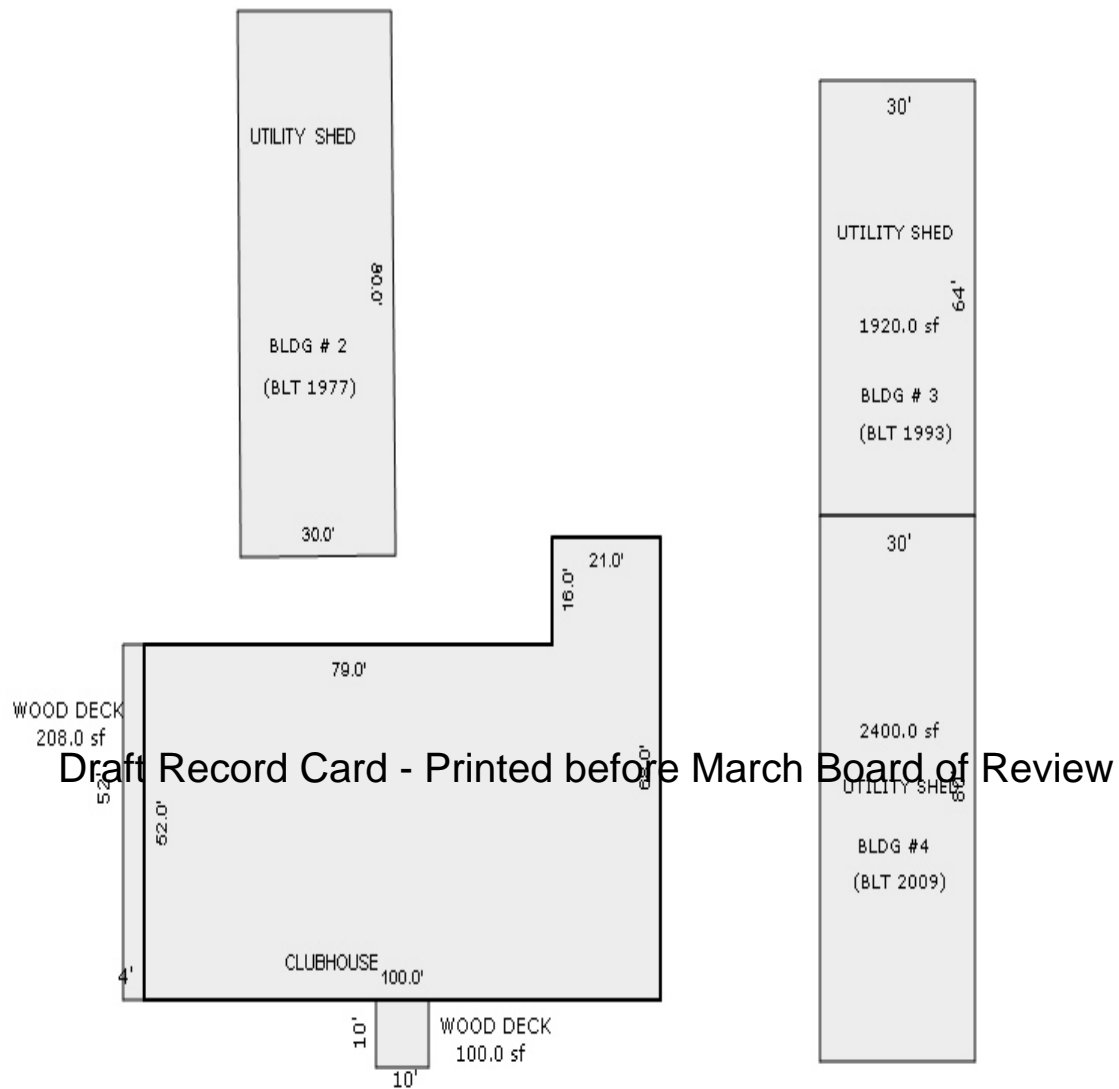 UTILITY SHED
80.0'
BLDG # 2
(BLT 1977)
30.0'
30'
UTILITY SHED
64'
1920.0 sf
BLDG # 3
(BLT 1993)
30'
2400.0 sf
UTILITY SHED
BLDG #4
(BLT 2009)
21.0'
16.0'
79.0'
WOOD DECK
208.0 sf
Draft Record Card - Printed before March Board of Review
52'
52.0'
CLUBHOUSE
100.0'
4'
10'
WOOD DECK
100.0 sf
10'